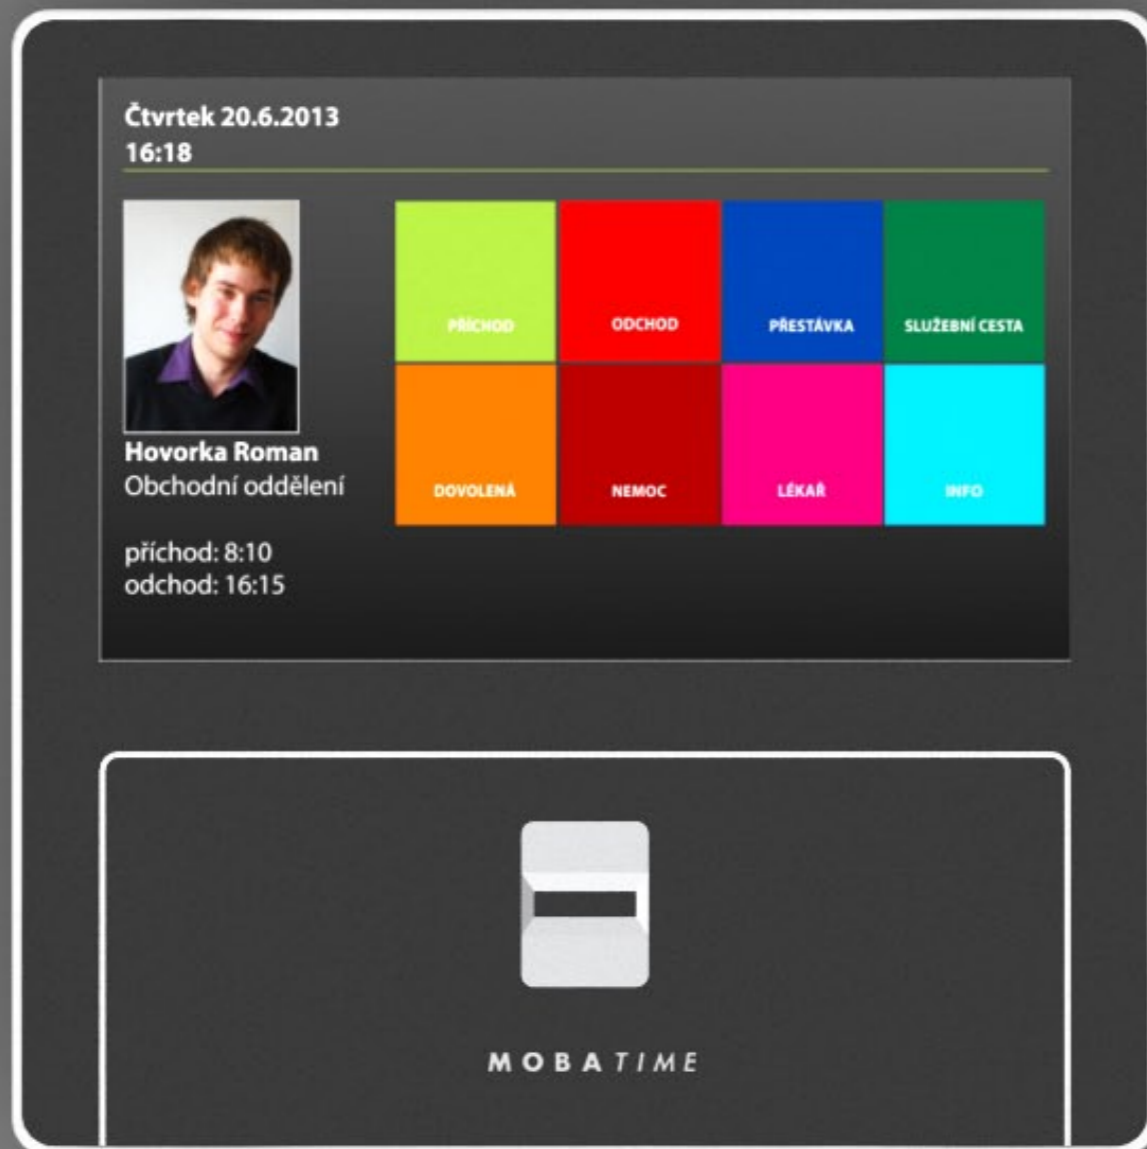 Čtvrtek 20.6.2013
16:18
PŘÍCHOD
ODCHOD
PŘESTÁVKA
SLUŽEBNÍ CESTA
Hovorka Roman
Obchodní oddělení
DOVOLENÁ
NEMOC
LÉKAŘ
INFO
příchod: 8:10
odchod: 16:15
MOBATIME